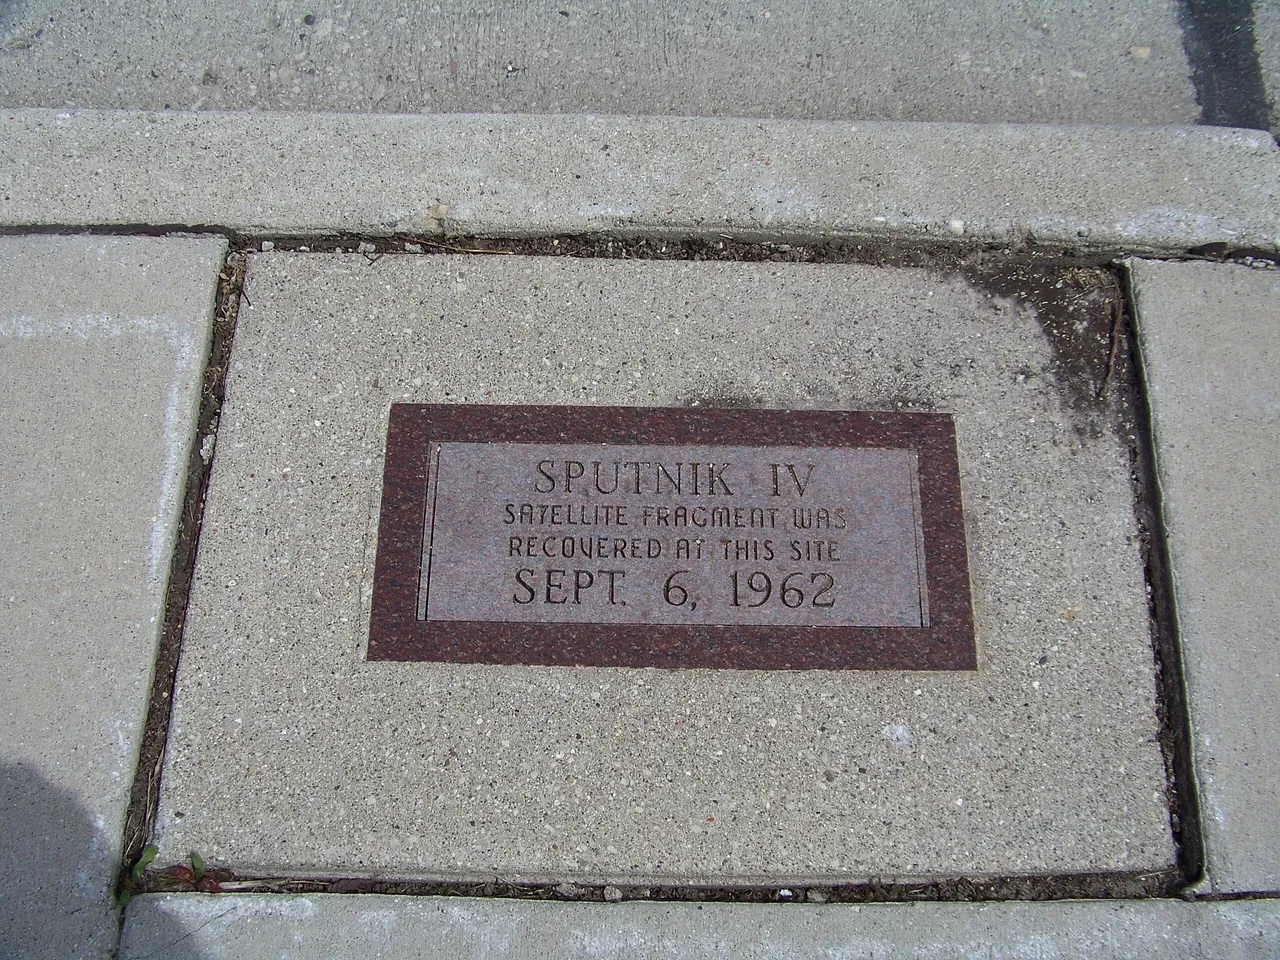 SPUTNIK IV
SATELLITE FRAGMENT WAS
RECOVERED AT THIS SITE
SEPT. 6, 1962